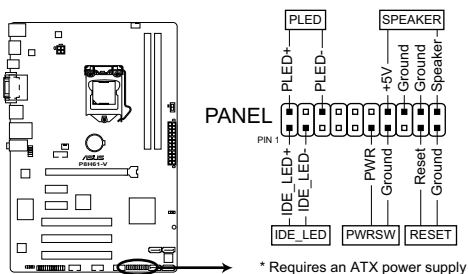 PLED
SPEAKER
PLED+
PLED-
+5V
Ground
Ground
Speaker
PANEL
PIN 1
IDE_LED+
IDE_LED-
PWR
Ground
Reset
Ground
IDE_LED
PWRSW
RESET
* Requires an ATX power supply
ASUS
P8H61-V